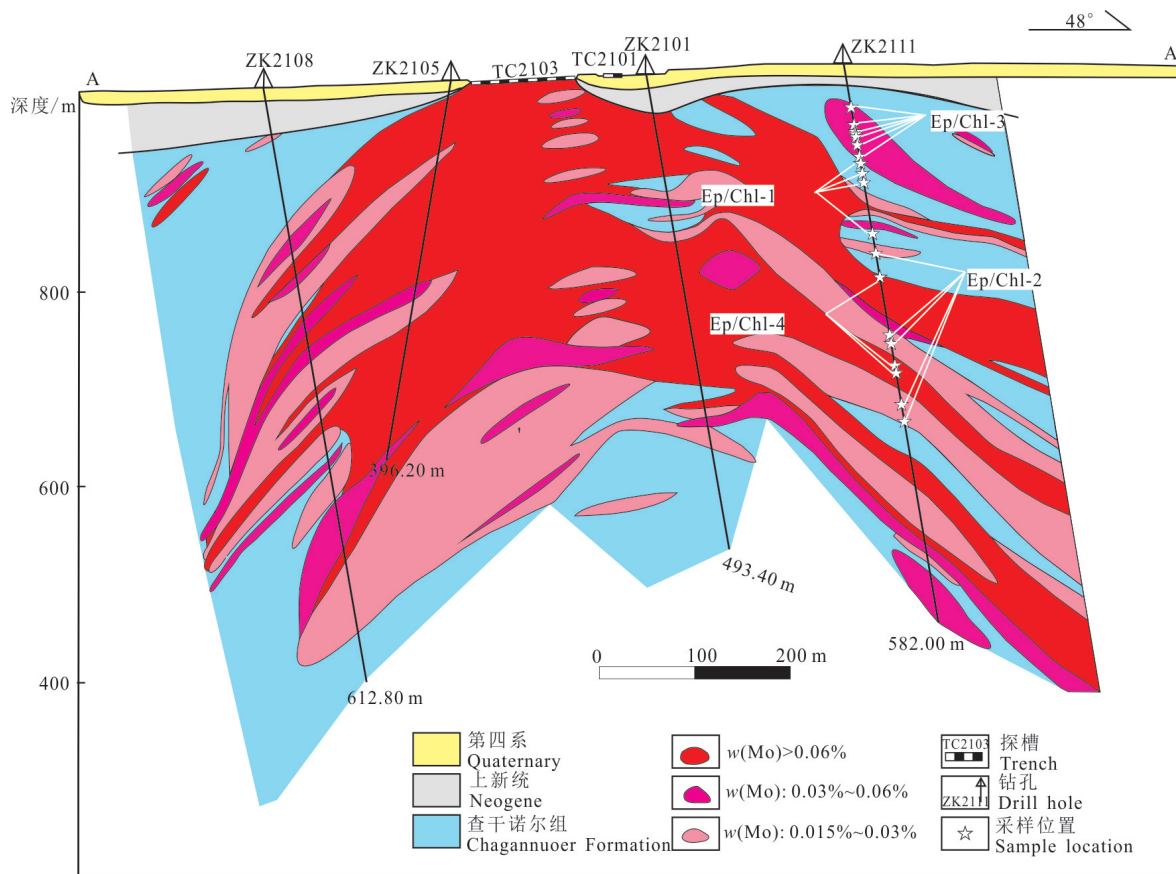 48°
ZK2108
ZK2105
TC2103
TC2101
ZK2101
ZK2111
A
A
深度/m
Ep/Chl-3
Ep/Chl-1
Ep/Chl-2
Ep/Chl-4
800
600
400
396.20 m
493.40 m
582.00 m
612.80 m
0 100 200 m
第四系
Quaternary
上新统
Neogene
查干诺尔组
Chagannuoer Formation
w(Mo)>0.06%
w(Mo): 0.03%~0.06%
w(Mo): 0.015%~0.03%
TC2103
探槽
Trench
ZK2111
钻孔
Drill hole
采样位置
Sample location